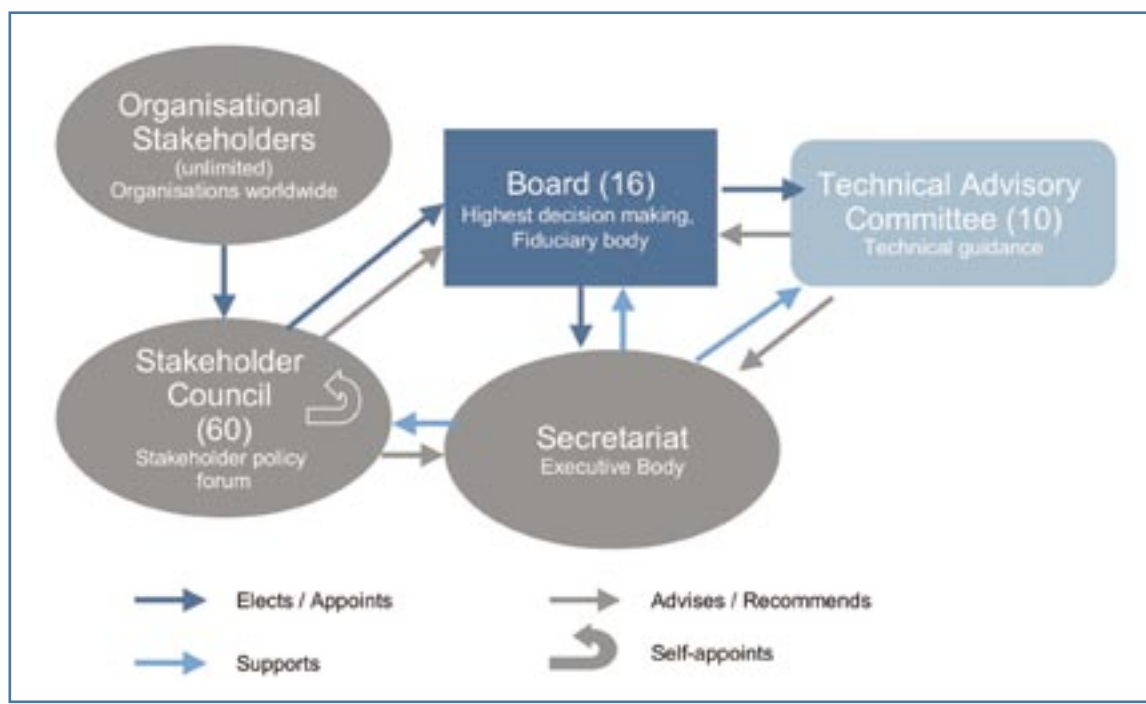 Organisational
Stakeholders
(unlimited)
Organisations worldwide
Board (16)
Highest decision making,
Fiduciary body
Technical Advisory
Committee (10)
Technical guidance
Stakeholder
Council
(60)
Stakeholder policy
forum
Secretariat
Executive Body
Elects / Appoints
Advises / Recommends
Supports
Self-appoints